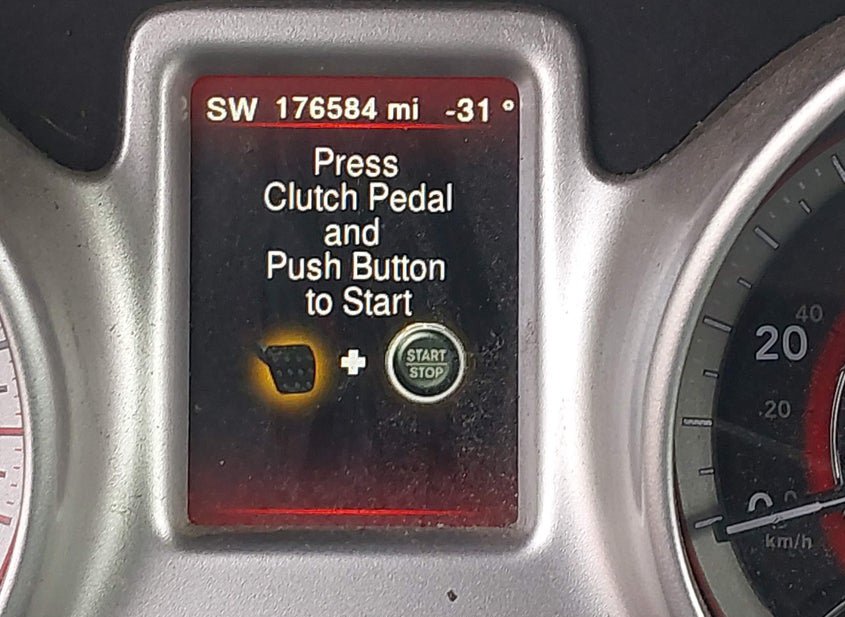 SW 176584 mi -31 °
Press
Clutch Pedal
and
Push Button
to Start
START
STOP
40
20
20
km/h